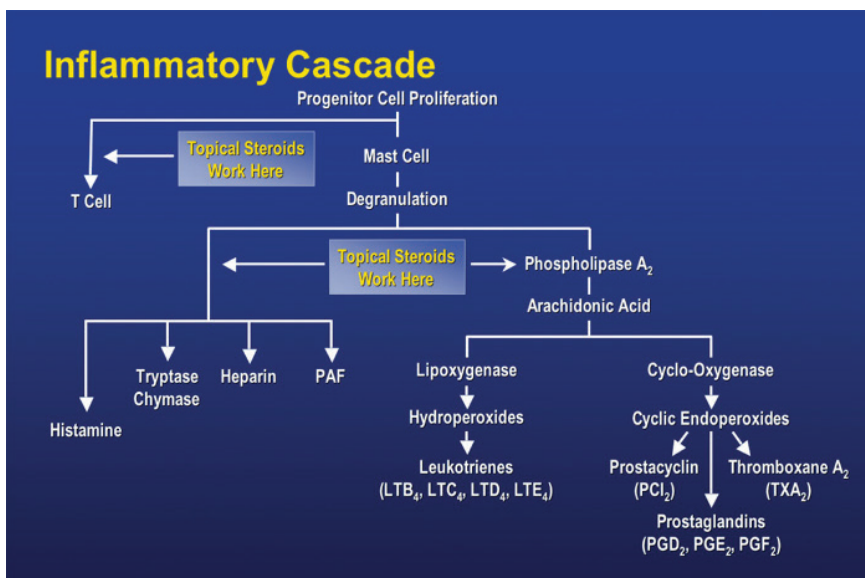 Inflammatory Cascade
Progenitor Cell Proliferation
Topical Steroids
Work Here
Mast Cell
T Cell
Degranulation
Topical Steroids
Work Here
Phospholipase A₂
Arachidonic Acid
Histamine
Tryptase
Chymase
Heparin
PAF
Lipoxygenase
Cyclo-Oxygenase
Hydroperoxides
Cyclic Endoperoxides
Leukotrienes
(LTB₄, LTC₄, LTD₄, LTE₄)
Prostacyclin
(PCI₂)
Thromboxane A₂
(TXA₂)
Prostaglandins
(PGD₂, PGE₂, PGF₂)